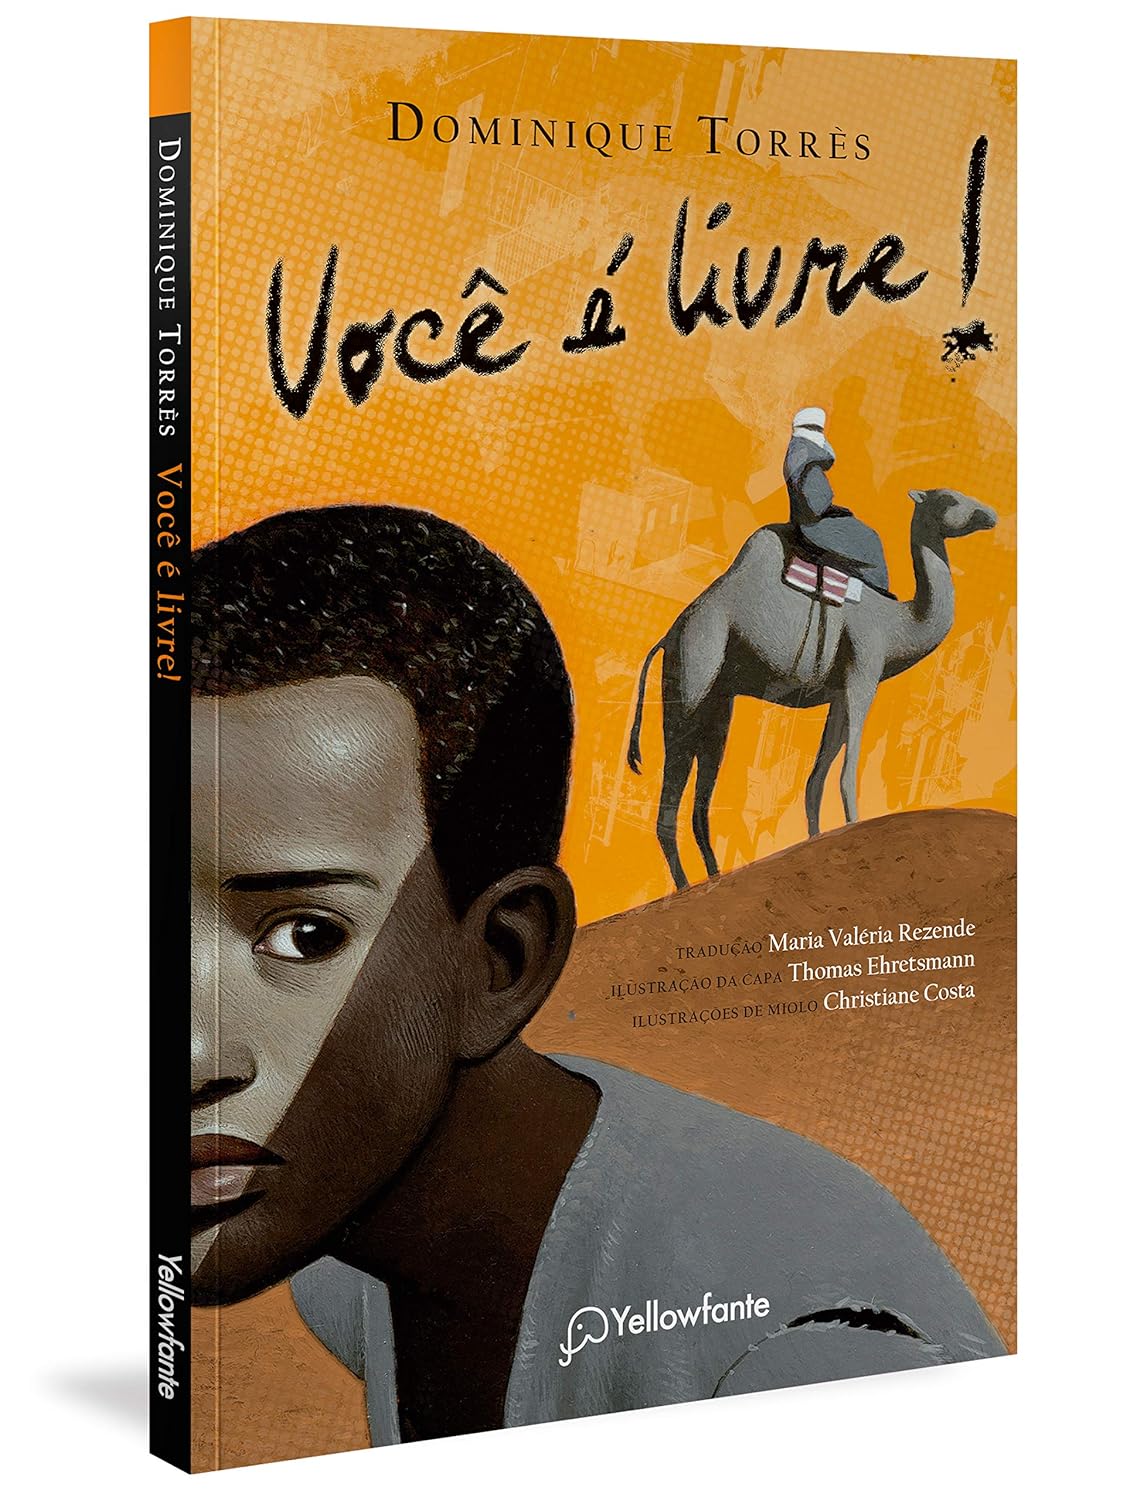 DOMINIQUE TORRÈS
Você é livre!
TRADUÇÃO Maria Valéria Rezende
ILUSTRAÇÃO DA CAPA Thomas Ehretsmann
ILUSTRAÇÕES DE MIOLO Christiane Costa
Yellowfante
DOMINIQUE TORRÈS Você é livre! Yellowfante